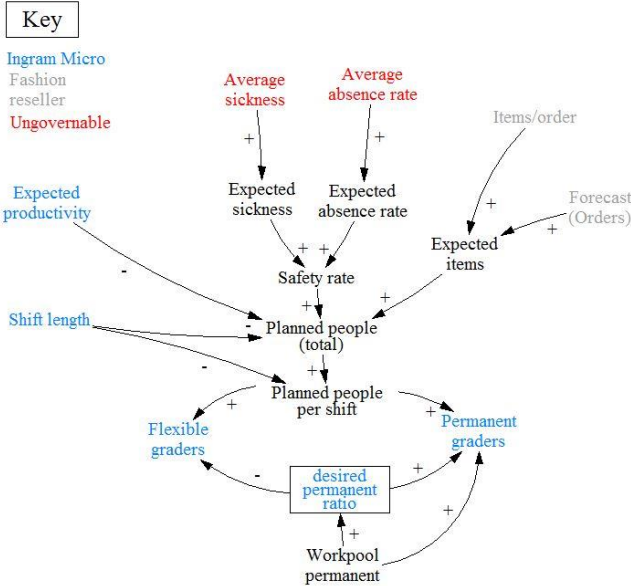 Key
Ingram Micro
Fashion
reseller
Ungovernable
Average
sickness
Average
absence rate
Items/order
+
+
Expected
productivity
Expected
sickness
Expected
absence rate
Forecast
(Orders)
+
+
Expected
items
+
+
-
Safety rate
+
+
Shift length
-
Planned people
(total)
-
+
Planned people
per shift
+
+
Flexible
graders
Permanent
graders
-
desired
permanent
ratio
+
+
+
Workpool
permanent